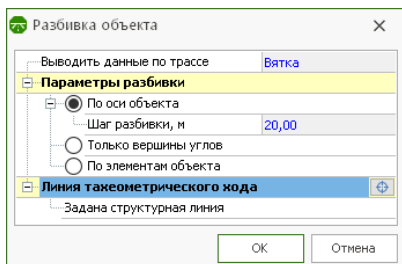 Разбивка объекта
Выводить данные по трассе Вятка
Параметры разбивки
По оси объекта
Шаг разбивки, м 20,00
Только вершины углов
По элементам объекта
Линия тахеометрического хода
Задана структурная линия
OK Отмена